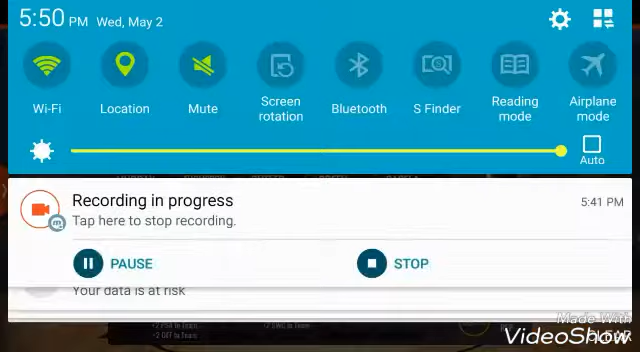 5:50 PM Wed, May 2
Wi-Fi
Location
Mute
Screen
rotation
Bluetooth
S Finder
Reading
mode
Airplane
mode
Auto
Recording in progress
5:41 PM
Tap here to stop recording.
PAUSE
STOP
Your data is at risk
Made With
VideoShow
CLEAR